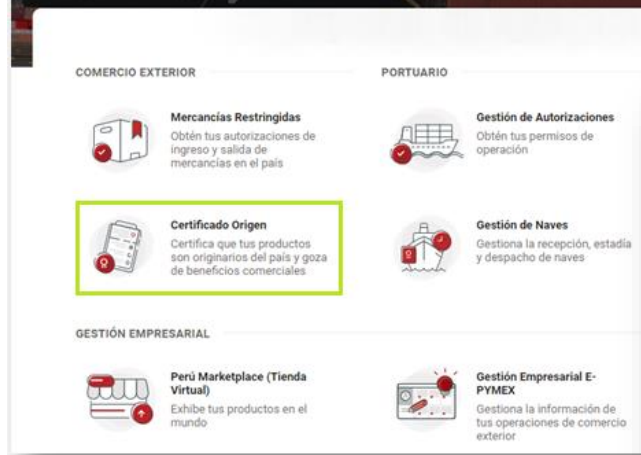 COMERCIO EXTERIOR
Mercancías Restringidas
Obtén tus autorizaciones de
ingreso y salida de
mercancías en el país
Certificado Origen
Certifica que tus productos
son originarios del país y goza
de beneficios comerciales
PORTUARIO
Gestión de Autorizaciones
Obtén tus permisos de
operación
Gestión de Naves
Gestiona la recepción, estadía
y despacho de naves
GESTIÓN EMPRESARIAL
Perú Marketplace (Tienda
Virtual)
Exhibe tus productos en el
mundo
Gestión Empresarial E-
PYMEX
Gestiona la información de
tus operaciones de comercio
exterior